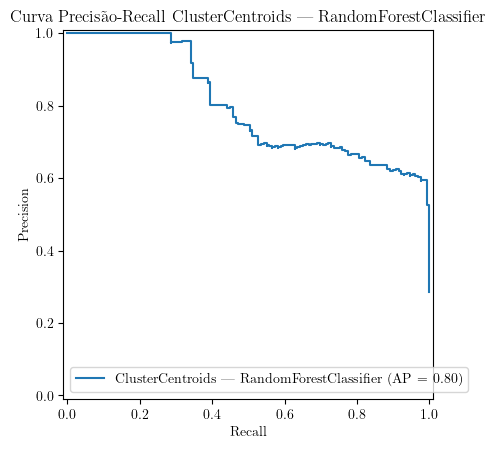 Curva Precisão-Recall ClusterCentroids — RandomForestClassifier
1.0
0.8
0.6
0.4
0.2
0.0
Precision
ClusterCentroids — RandomForestClassifier (AP = 0.80)
0.0 0.2 0.4 0.6 0.8 1.0
Recall